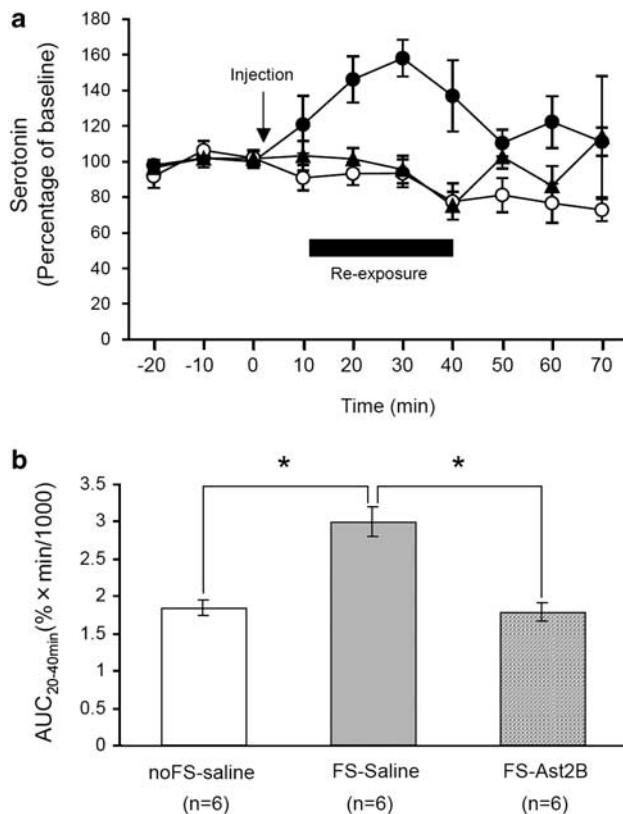 a
180
160
140
120
100
80
60
40
20
0
Serotonin
(Percentage of baseline)
Injection
Re-exposure
-20 -10 0 10 20 30 40 50 60 70
Time (min)
b
* *
3.5
3
2.5
2
1.5
1
0.5
0
AUC20-40min(% × min/1000)
noFS-saline FS-Saline FS-Ast2B
(n=6) (n=6) (n=6)